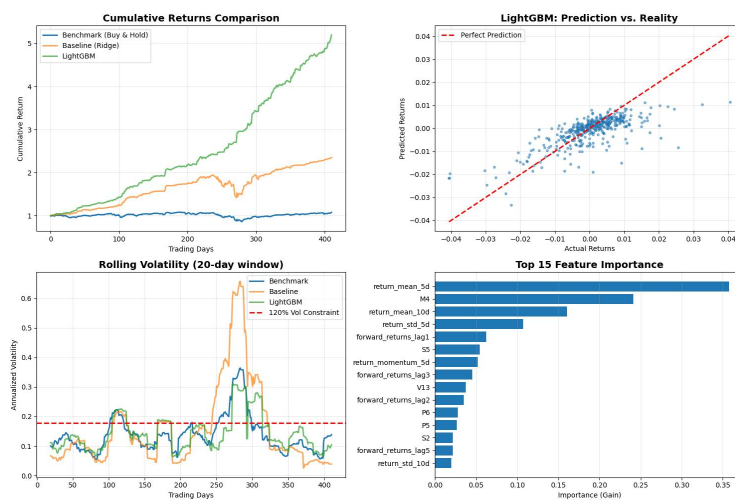 Cumulative Returns Comparison
Benchmark (Buy & Hold)
Baseline (Ridge)
LightGBM
Cumulative Return
5
4
3
2
1
0
100
200
300
400
Trading Days
LightGBM: Prediction vs. Reality
Perfect Prediction
Predicted Returns
0.04
0.03
0.02
0.01
0.00
−0.01
−0.02
−0.03
−0.04
−0.04
−0.03
−0.02
−0.01
0.00
0.01
0.02
0.03
0.04
Actual Returns
Rolling Volatility (20-day window)
Benchmark
Baseline
LightGBM
120% Vol Constraint
Annualized Volatility
0.6
0.5
0.4
0.3
0.2
0.1
0.0
0
100
200
300
400
Trading Days
Top 15 Feature Importance
return_mean_5d
M4
return_mean_10d
return_std_5d
forward_returns_lag1
S5
return_momentum_5d
forward_returns_lag3
V13
forward_returns_lag2
P6
P5
S2
forward_returns_lag5
return_std_10d
0.00
0.05
0.10
0.15
0.20
0.25
0.30
0.35
Importance (Gain)